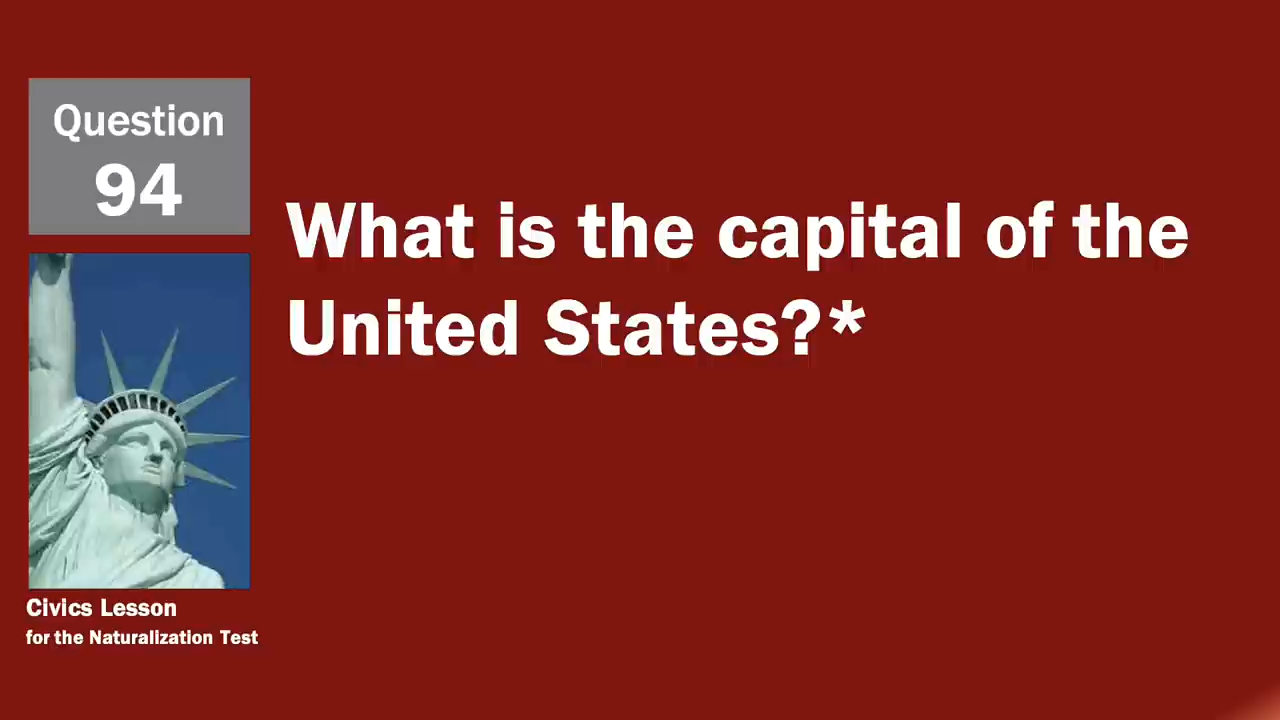 Question
94
What is the capital of the
United States?*
Civics Lesson
for the Naturalization Test